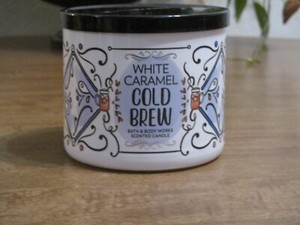 WHITE
CARAMEL
COLD
BREW
BATH & BODY WORKS
SCENTED CANDLE